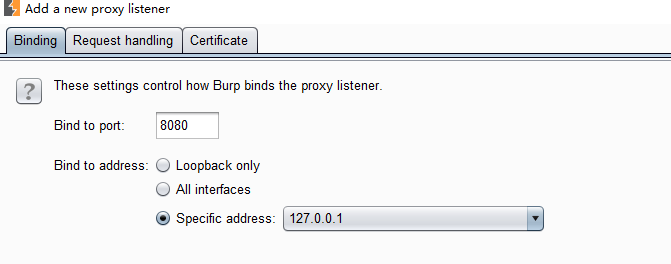 Add a new proxy listener
Binding Request handling Certificate
? These settings control how Burp binds the proxy listener.
Bind to port: 8080
Bind to address: Loopback only
All interfaces
Specific address: 127.0.0.1